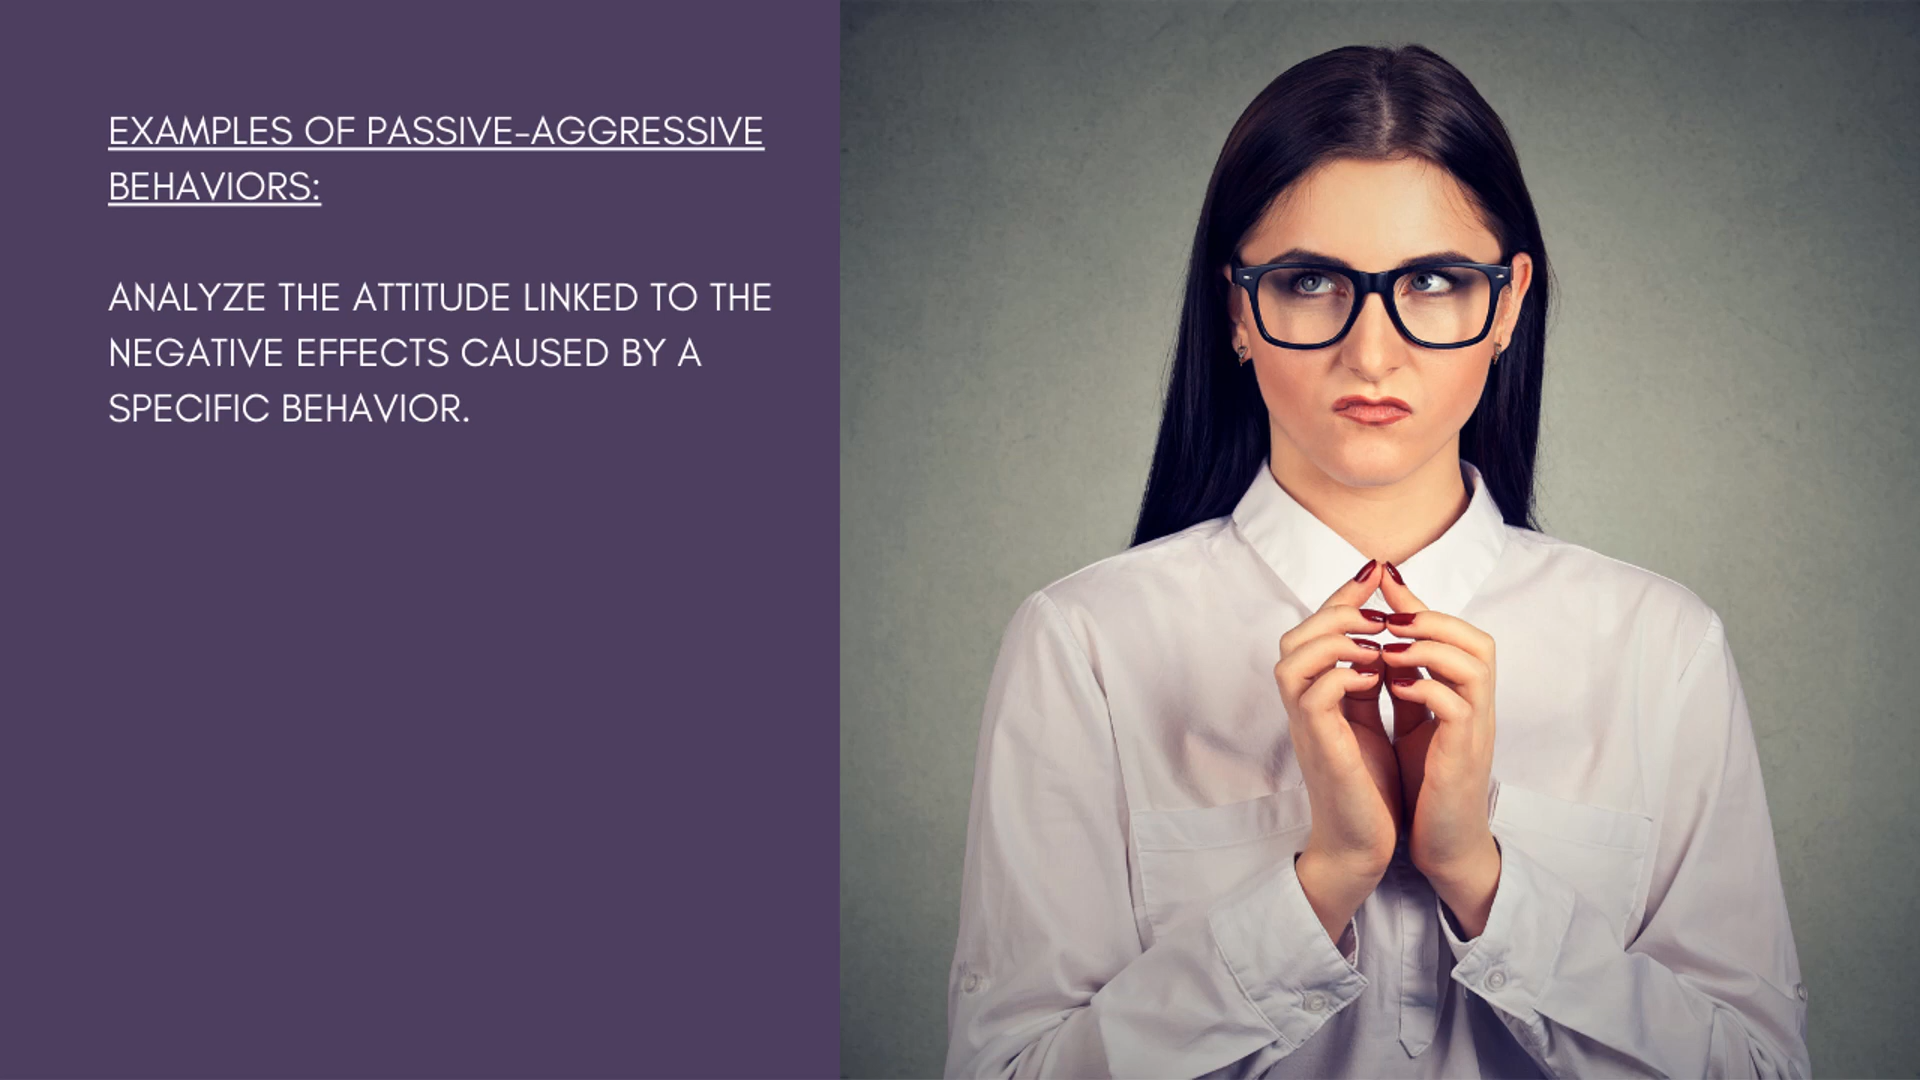 EXAMPLES OF PASSIVE-AGGRESSIVE
BEHAVIORS:
ANALYZE THE ATTITUDE LINKED TO THE
NEGATIVE EFFECTS CAUSED BY A
SPECIFIC BEHAVIOR.